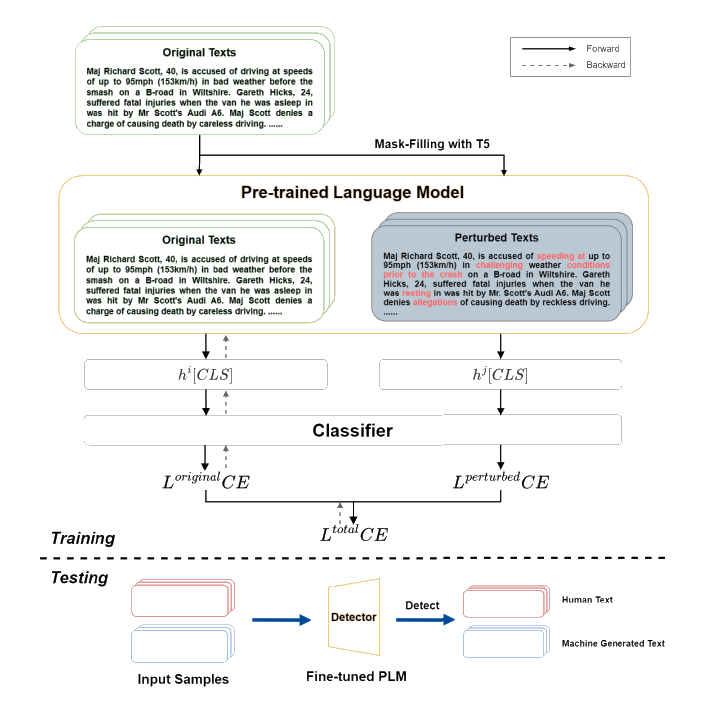 Original Texts
Maj Richard Scott, 40, is accused of driving at speeds
of up to 95mph (153km/h) in bad weather before the
smash on a B-road in Wiltshire. Gareth Hicks, 24,
suffered fatal injuries when the van he was asleep in
was hit by Mr Scott's Audi A6. Maj Scott denies a
charge of causing death by careless driving. ......
Forward
Backward
Mask-Filling with T5
Pre-trained Language Model
Original Texts
Maj Richard Scott, 40, is accused of driving at speeds
of up to 95mph (153km/h) in bad weather before the
smash on a B-road in Wiltshire. Gareth Hicks, 24,
suffered fatal injuries when the van he was asleep in
was hit by Mr Scott's Audi A6. Maj Scott denies a
charge of causing death by careless driving. ......
Perturbed Texts
Maj Richard Scott, 40, is accused of speeding at up to
95mph (153km/h) in challenging weather conditions
prior to the crash on a B-road in Wiltshire. Gareth
Hicks, 24, suffered fatal injuries when the van he
was resting in was hit by Mr. Scott's Audi A6. Maj Scott
denies allegations of causing death by reckless driving.
......
h^i[CLS]
h^j[CLS]
Classifier
L^{original}CE
L^{perturbed}CE
L^{total}CE
Training
Testing
Input Samples
Detector
Fine-tuned PLM
Detect
Human Text
Machine Generated Text